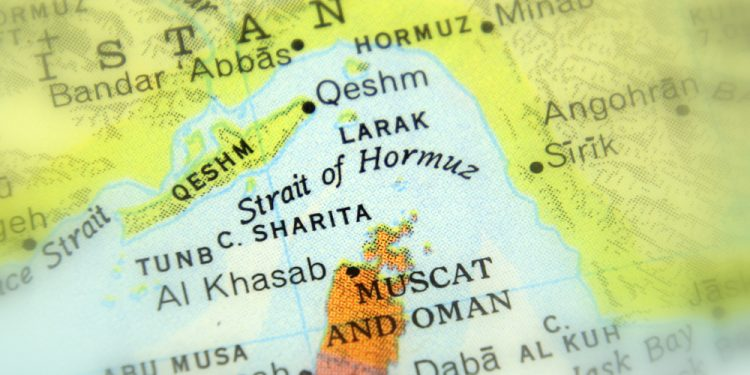 HORMUZ
Minab
ISTAN
Bandar Abbās
HORMUZ
Qeshm
Angohrān
LARAK
QESHM
Sīrīk
Strait of Hormuz
Strait
C. SHARITA
TUNB
Al Khasab
MUSCAT
AND OMAN
C.
AL KUH
ABU MUSA
Dabā
Jask Bay